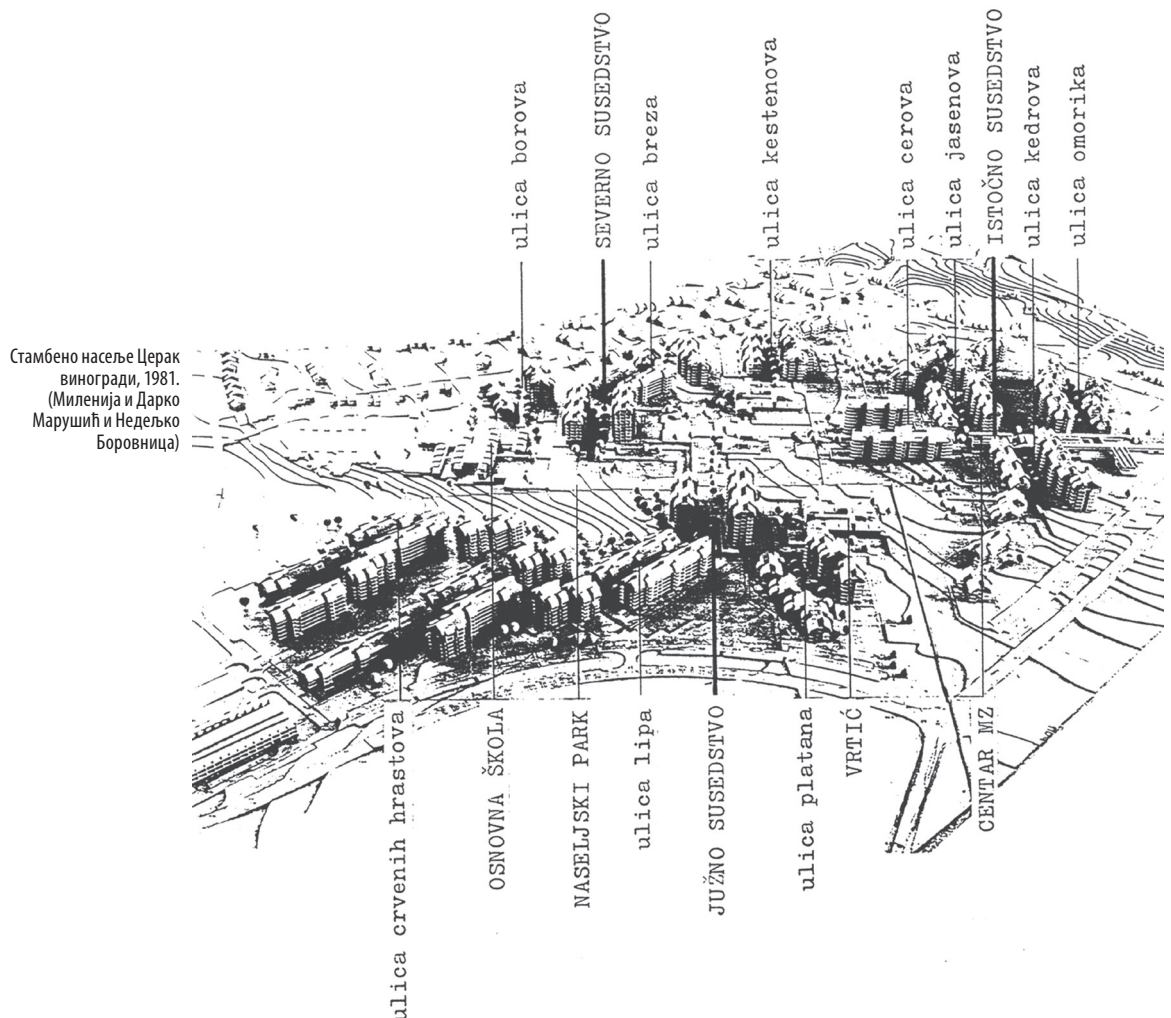 Стамбено насеље Церак
виногради, 1981.
(Миленија и Дарко
Марушић и Недељко
Боровница)
ulica borova
SEVERNO SUSEDSTVO
ulica breza
ulica kestenova
ulica cerova
ulica jasenova
ISTOČNO SUSEDSTVO
ulica kedrova
ulica omorika
ulica crvenih hrastova
OSNOVNA ŠKOLA
NASELJSKI PARK
ulica lipa
JUŽNO SUSEDSTVO
ulica platana
VRTIĆ
CENTAR MZ